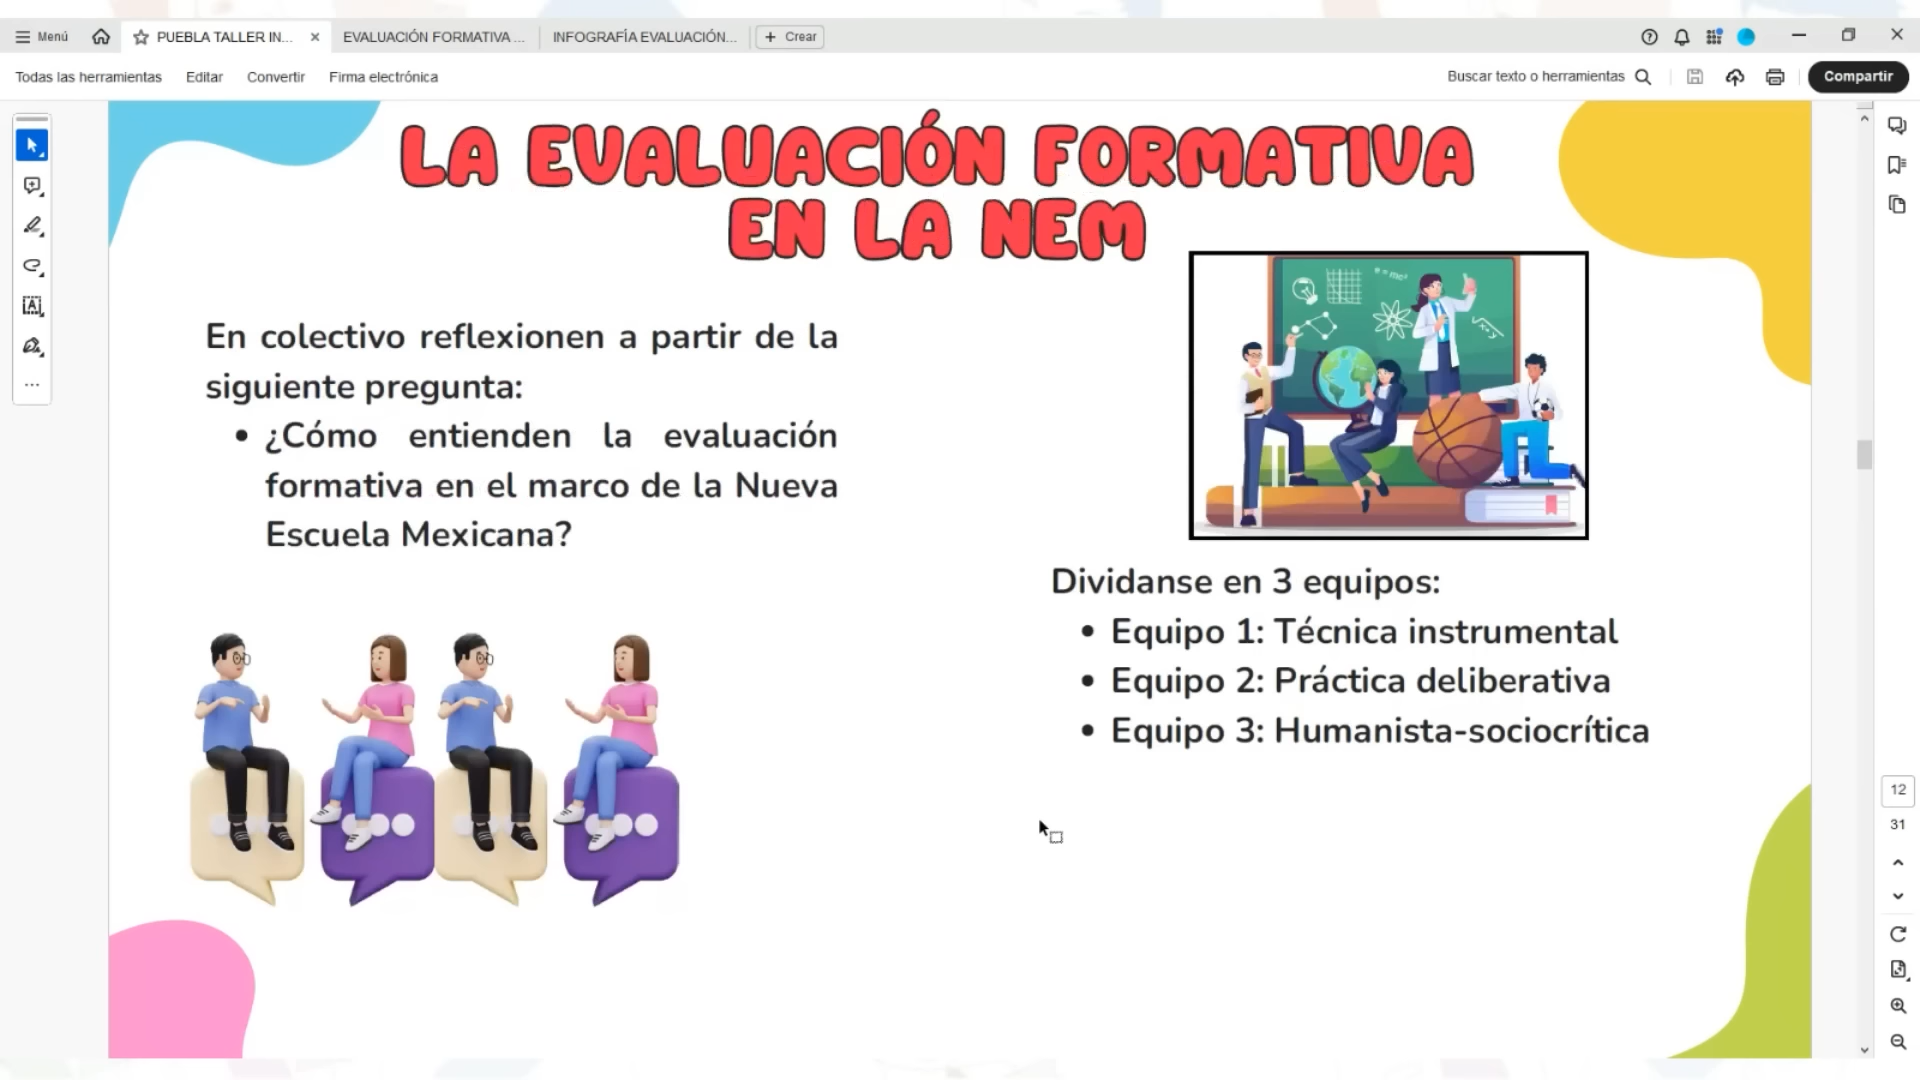 Menú
PUEBLA TALLER IN...
EVALUACIÓN FORMATIVA ...
INFOGRAFÍA EVALUACIÓN...
Crear
Todas las herramientas
Editar
Convertir
Firma electrónica
Buscar texto o herramientas
Compartir
LA EVALUACIÓN FORMATIVA
EN LA NEM
En colectivo reflexionen a partir de la
siguiente pregunta:
• ¿Cómo entienden la evaluación
formativa en el marco de la Nueva
Escuela Mexicana?
e = mc²
Dividanse en 3 equipos:
• Equipo 1: Técnica instrumental
• Equipo 2: Práctica deliberativa
• Equipo 3: Humanista-sociocrítica
12
31